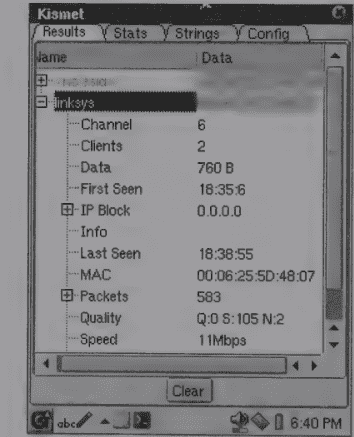 Kismet
Results Stats Strings Config
Name Data
linksys
Channel 6
Clients 2
Data 760 B
First Seen 18:35:6
IP Block 0.0.0.0
Info
Last Seen 18:38:55
MAC 00:06:25:5D:48:07
Packets 583
Quality Q:0 S:105 N:2
Speed 11Mbps
Clear
abc 6:40 PM